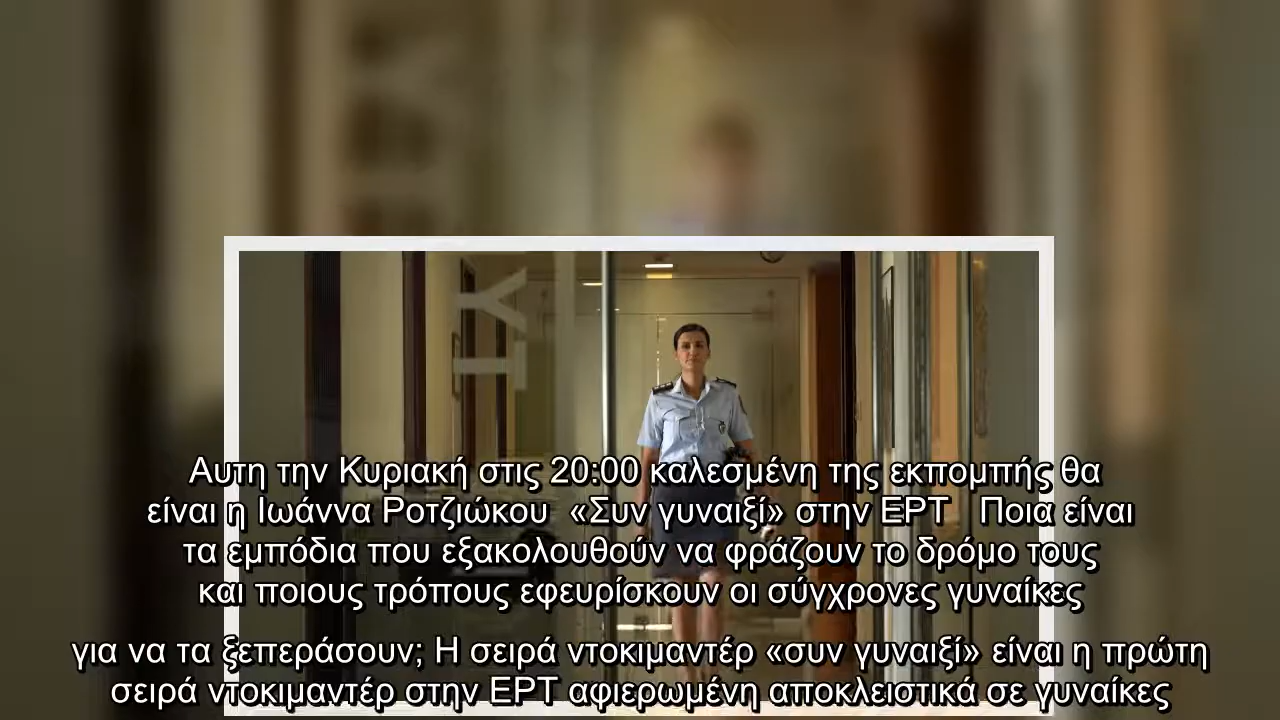 Αυτη την Κυριακή στις 20:00 καλεσμένη της εκπομπής θα
είναι η Ιωάννα Ροτζιώκου «Συν γυναιξί» στην ΕΡΤ Ποια είναι
τα εμπόδια που εξακολουθούν να φράζουν το δρόμο τους
και ποιους τρόπους εφευρίσκουν οι σύγχρονες γυναίκες
για να τα ξεπεράσουν; Η σειρά ντοκιμαντέρ «συν γυναιξί» είναι η πρώτη
σειρά ντοκιμαντέρ στην ΕΡΤ αφιερωμένη αποκλειστικά σε γυναίκες